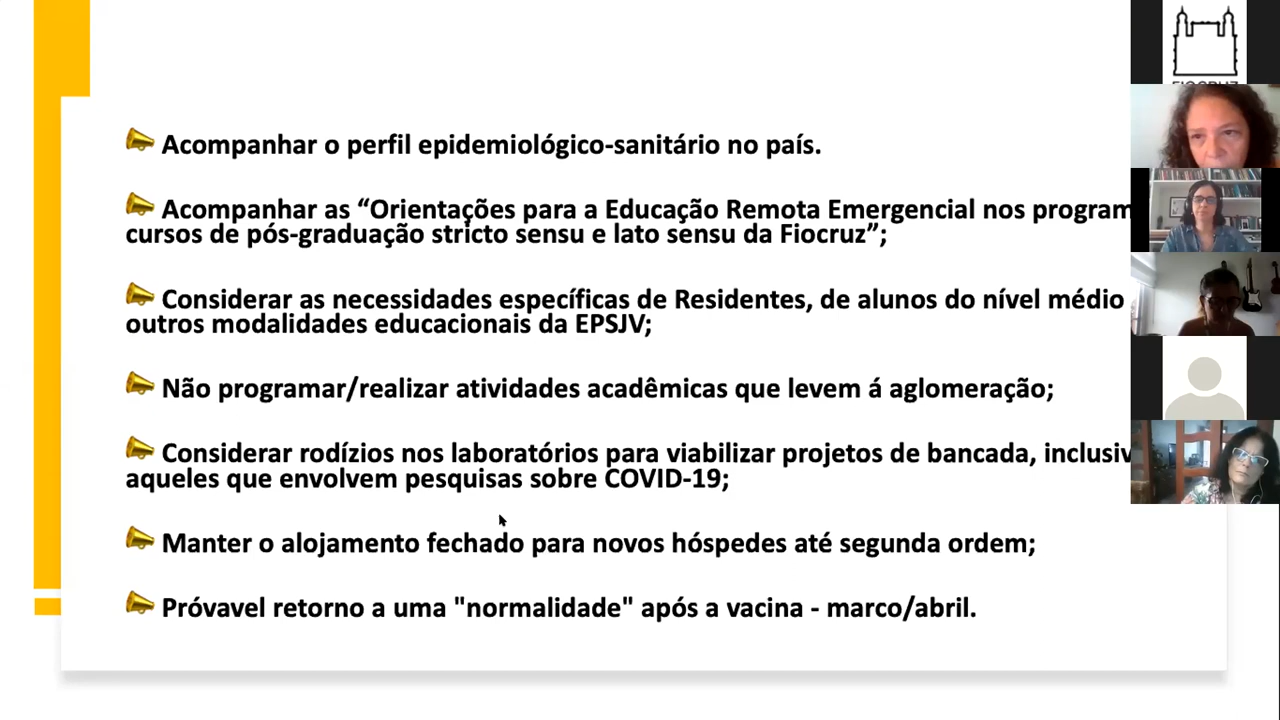 Acompanhar o perfil epidemiológico-sanitário no país.
Acompanhar as “Orientações para a Educação Remota Emergencial nos
cursos de pós-graduação stricto sensu e lato sensu da Fiocruz”;
Considerar as necessidades específicas de Residentes, de alunos do nível médio
outros modalidades educacionais da EPSJV;
Não programar/realizar atividades acadêmicas que levem á aglomeração;
Considerar rodízios nos laboratórios para viabilizar projetos de bancada,
aqueles que envolvem pesquisas sobre COVID-19;
Manter o alojamento fechado para novos hóspedes até segunda ordem;
Próvavel retorno a uma "normalidade" após a vacina - marco/abril.
FIOCRUZ